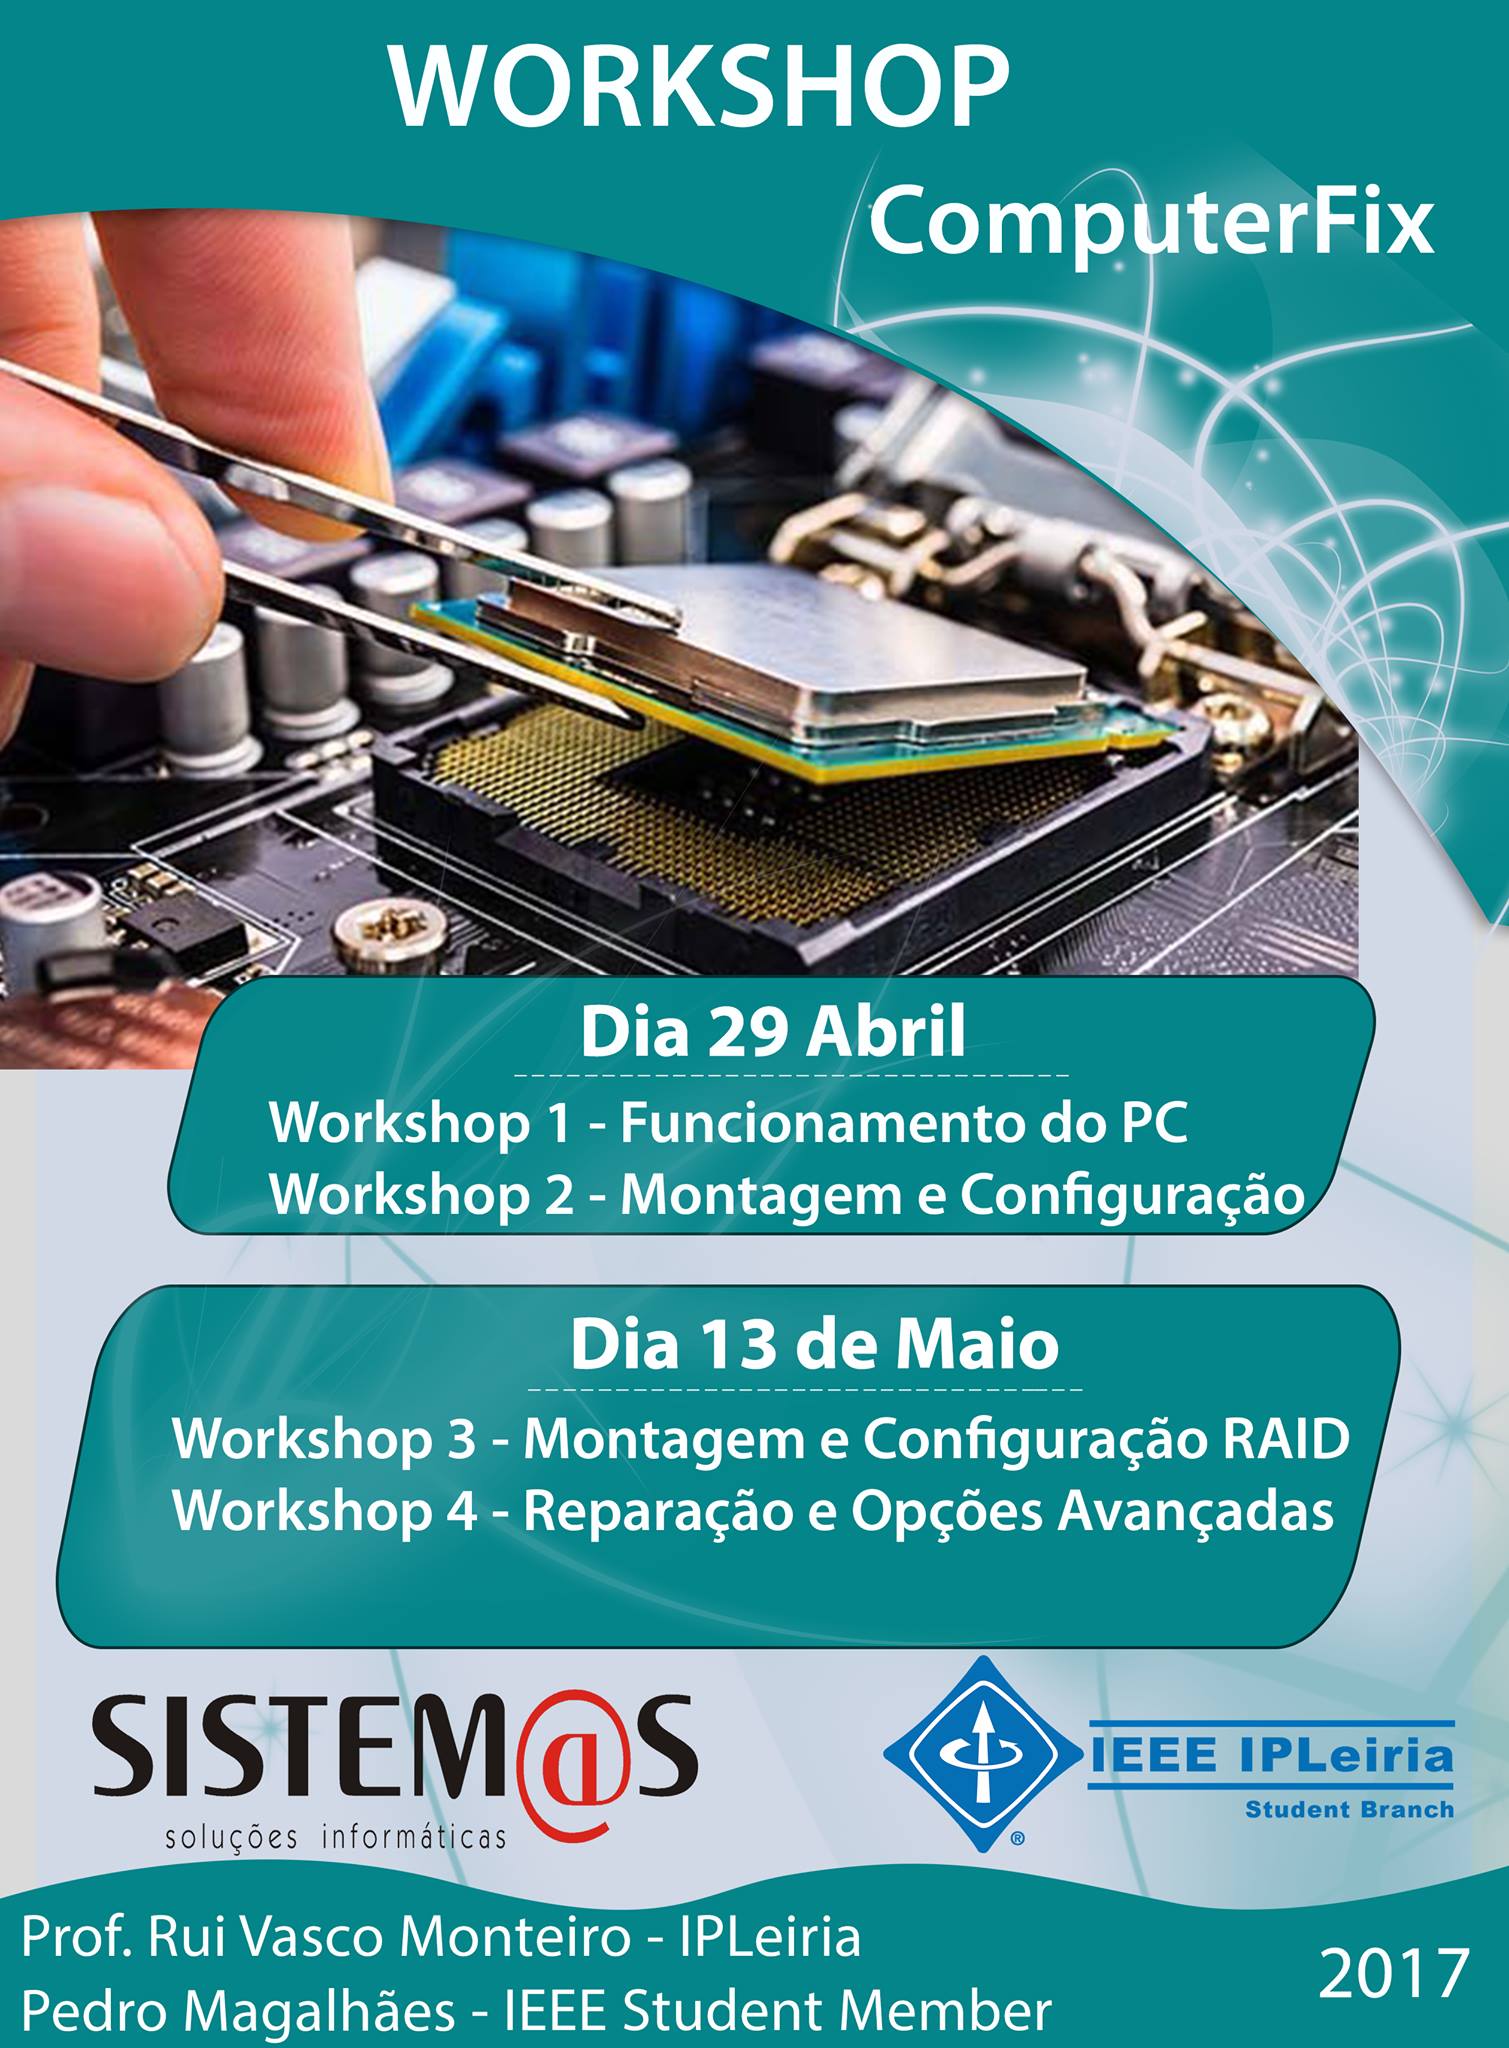 WORKSHOP
ComputerFix
Dia 29 Abril
Workshop 1 - Funcionamento do PC
Workshop 2 - Montagem e Configuração
Dia 13 de Maio
Workshop 3 - Montagem e Configuração RAID
Workshop 4 - Reparação e Opções Avançadas
SISTEM@S
soluções informáticas
IEEE IPLeiria
Student Branch
®
Prof. Rui Vasco Monteiro - IPLeiria
Pedro Magalhães - IEEE Student Member
2017